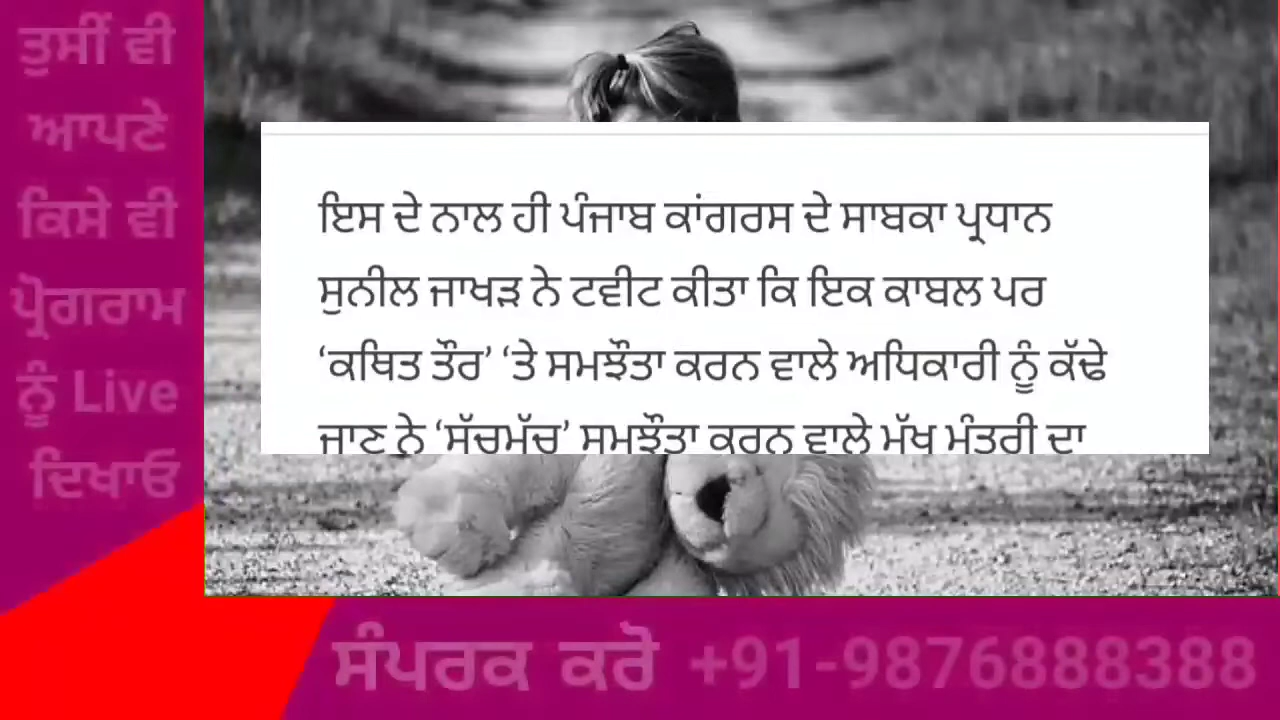 ਤੁਸੀਂ ਵੀ
ਆਪਣੇ
ਕਿਸੇ ਵੀ
ਪ੍ਰੋਗਰਾਮ
ਨੂੰ Live
ਦਿਖਾਓ
ਇਸ ਦੇ ਨਾਲ ਹੀ ਪੰਜਾਬ ਕਾਂਗਰਸ ਦੇ ਸਾਬਕਾ ਪ੍ਰਧਾਨ
ਸੁਨੀਲ ਜਾਖੜ ਨੇ ਟਵੀਟ ਕੀਤਾ ਕਿ ਇਕ ਕਾਬਲ ਪਰ
‘ਕਥਿਤ ਤੌਰ’ ‘ਤੇ ਸਮਝੌਤਾ ਕਰਨ ਵਾਲੇ ਅਧਿਕਾਰੀ ਨੂੰ ਕੱਢੇ
ਜਾਣ ਨੇ ‘ਸੱਚਮੱਚ’ ਸਮਝੌਤਾ ਕਰਨ ਵਾਲੇ ਮੱਖ ਮੰਤਰੀ ਦਾ
ਸੰਪਰਕ ਕਰੋ +91-9876888388